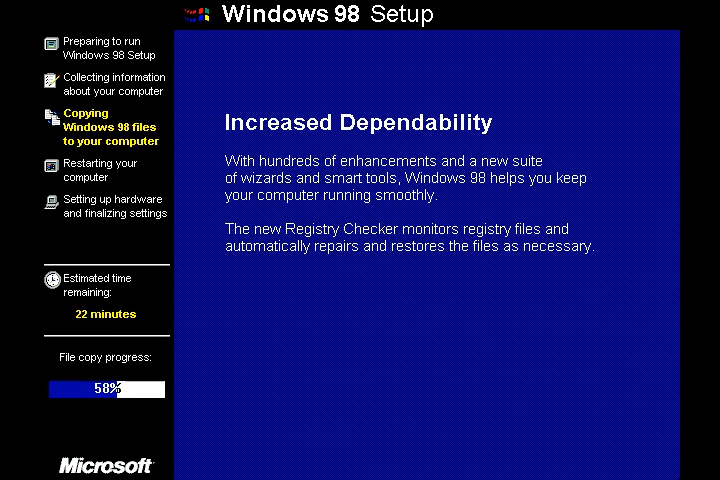 Windows 98 Setup
Preparing to run
Windows 98 Setup
Collecting information
about your computer
Copying
Windows 98 files
to your computer
Restarting your
computer
Setting up hardware
and finalizing settings
Estimated time
remaining:
22 minutes
File copy progress:
58%
Microsoft
Increased Dependability
With hundreds of enhancements and a new suite
of wizards and smart tools, Windows 98 helps you keep
your computer running smoothly.
The new Registry Checker monitors registry files and
automatically repairs and restores the files as necessary.